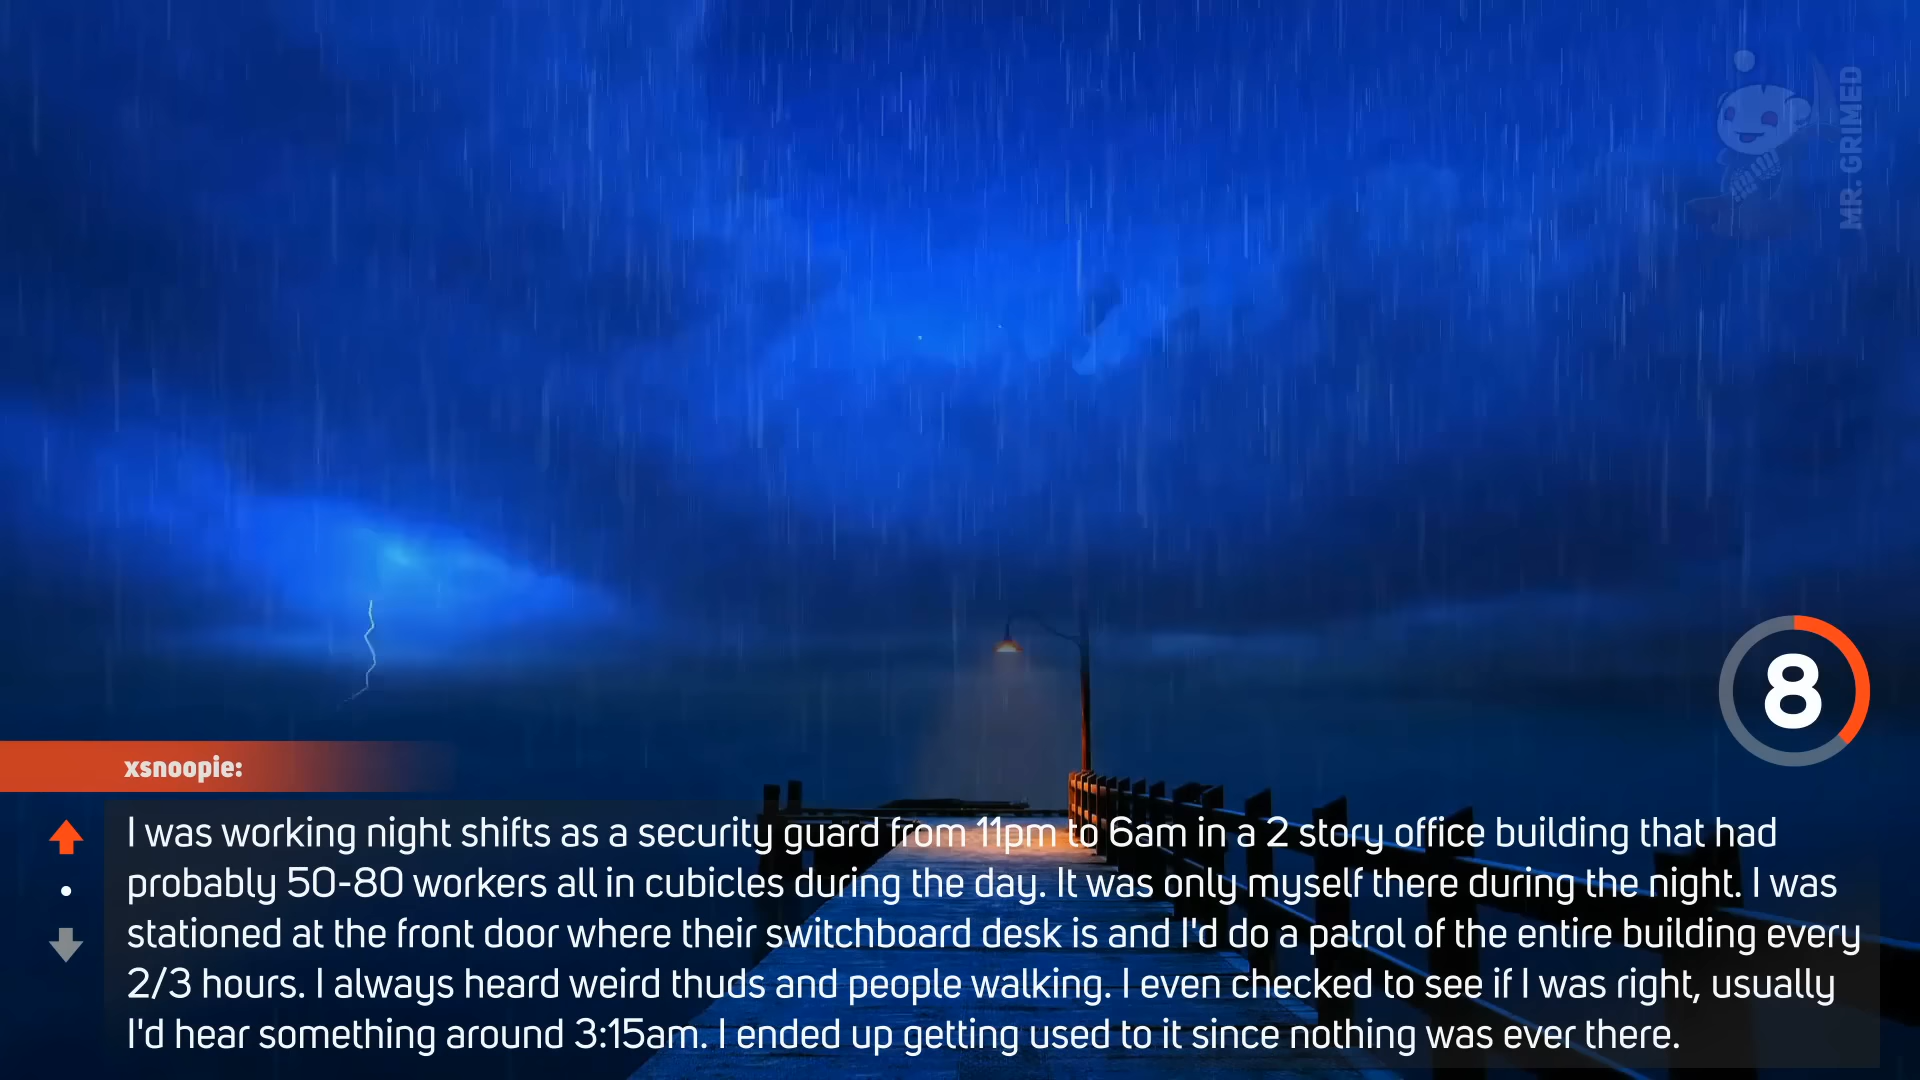 MR. GRIMED
8
xsnoopie:
I was working night shifts as a security guard from 11pm to 6am in a 2 story office building that had
probably 50-80 workers all in cubicles during the day. It was only myself there during the night. I was
stationed at the front door where their switchboard desk is and I'd do a patrol of the entire building every
2/3 hours. I always heard weird thuds and people walking. I even checked to see if I was right, usually
I'd hear something around 3:15am. I ended up getting used to it since nothing was ever there.